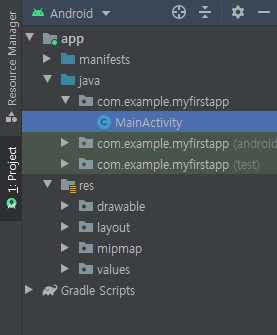 Android
app
manifests
java
com.example.myfirstapp
MainActivity
com.example.myfirstapp (android
com.example.myfirstapp (test)
res
drawable
layout
mipmap
values
Gradle Scripts
Resource Manager
1: Project